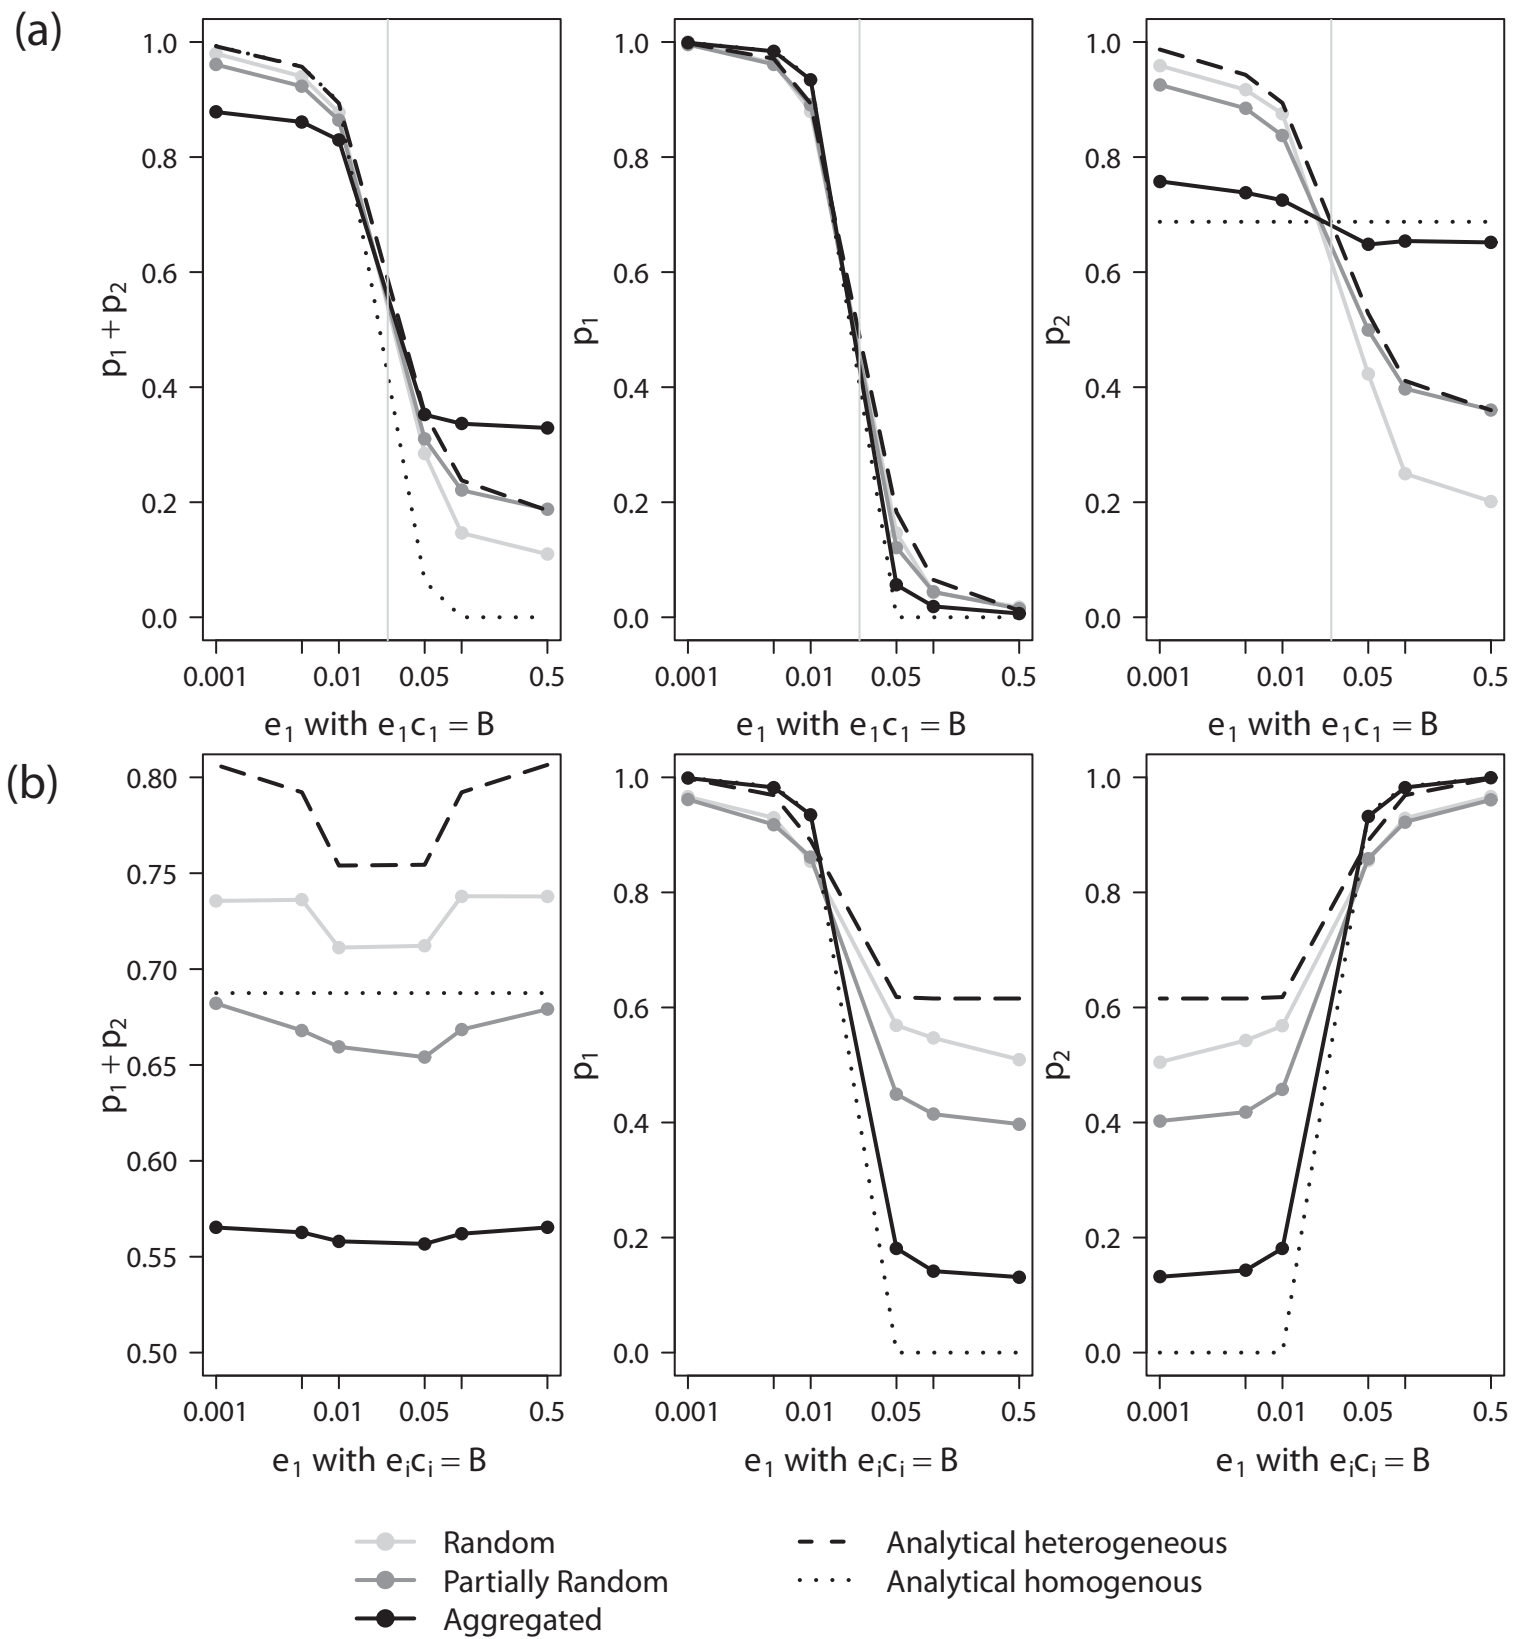 (a)
p1 + p2
1.0
0.8
0.6
0.4
0.2
0.0
0.001 0.01 0.05 0.5
e1 with e1c1 = B
p1
1.0
0.8
0.6
0.4
0.2
0.0
0.001 0.01 0.05 0.5
e1 with e1c1 = B
p2
1.0
0.8
0.6
0.4
0.2
0.0
0.001 0.01 0.05 0.5
e1 with e1c1 = B
(b)
p1 + p2
0.80
0.75
0.70
0.65
0.60
0.55
0.50
0.001 0.01 0.05 0.5
e1 with eici = B
p1
1.0
0.8
0.6
0.4
0.2
0.0
0.001 0.01 0.05 0.5
e1 with eici = B
p2
1.0
0.8
0.6
0.4
0.2
0.0
0.001 0.01 0.05 0.5
e1 with eici = B
Random
Partially Random
Aggregated
Analytical heterogeneous
Analytical homogenous